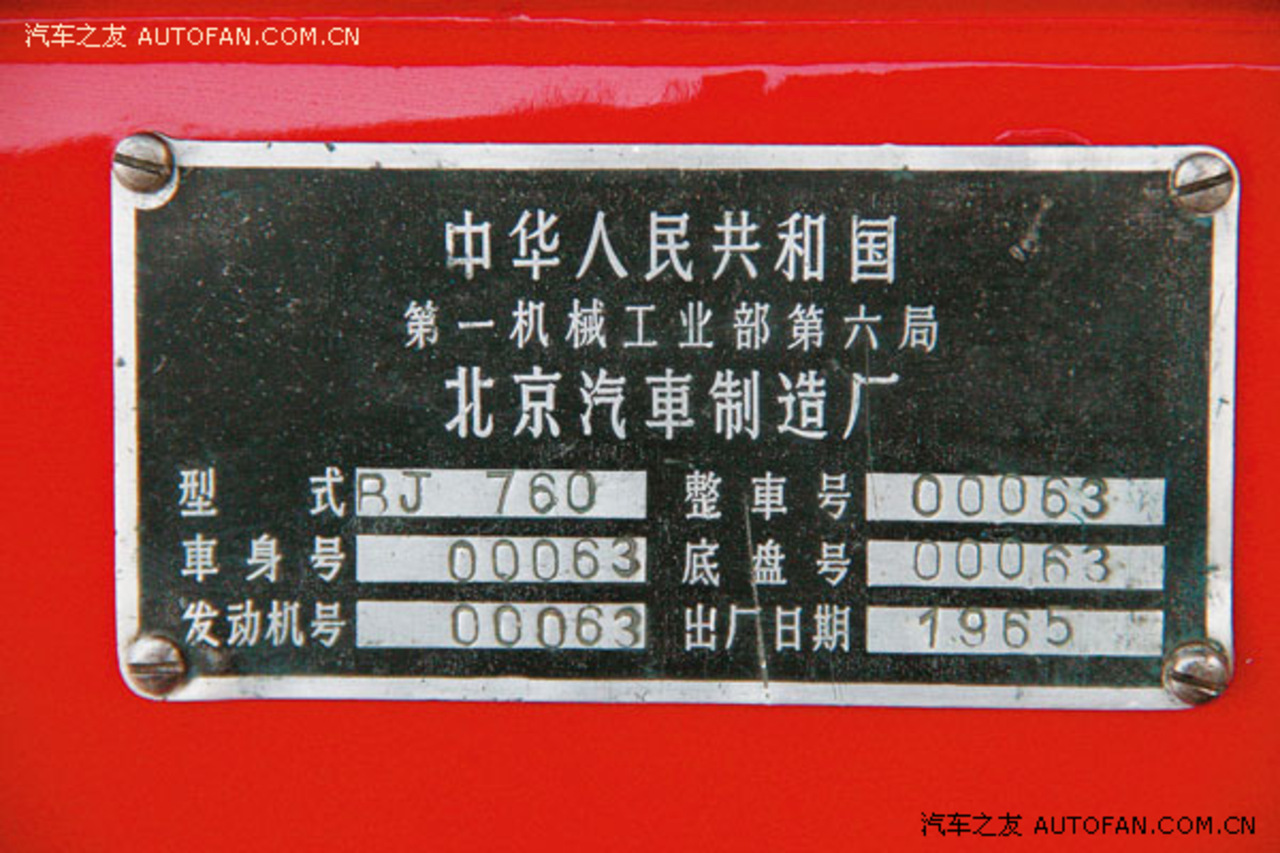 汽车之友 AUTOFAN.COM.CN
中华人民共和国
第一机械工业部第六局
北京汽車制造厂
型式 BJ 760 整車号 00063
車身号 00063 底盘号 00063
发动机号 00063 出厂日期 1965
汽车之友 AUTOFAN.COM.CN